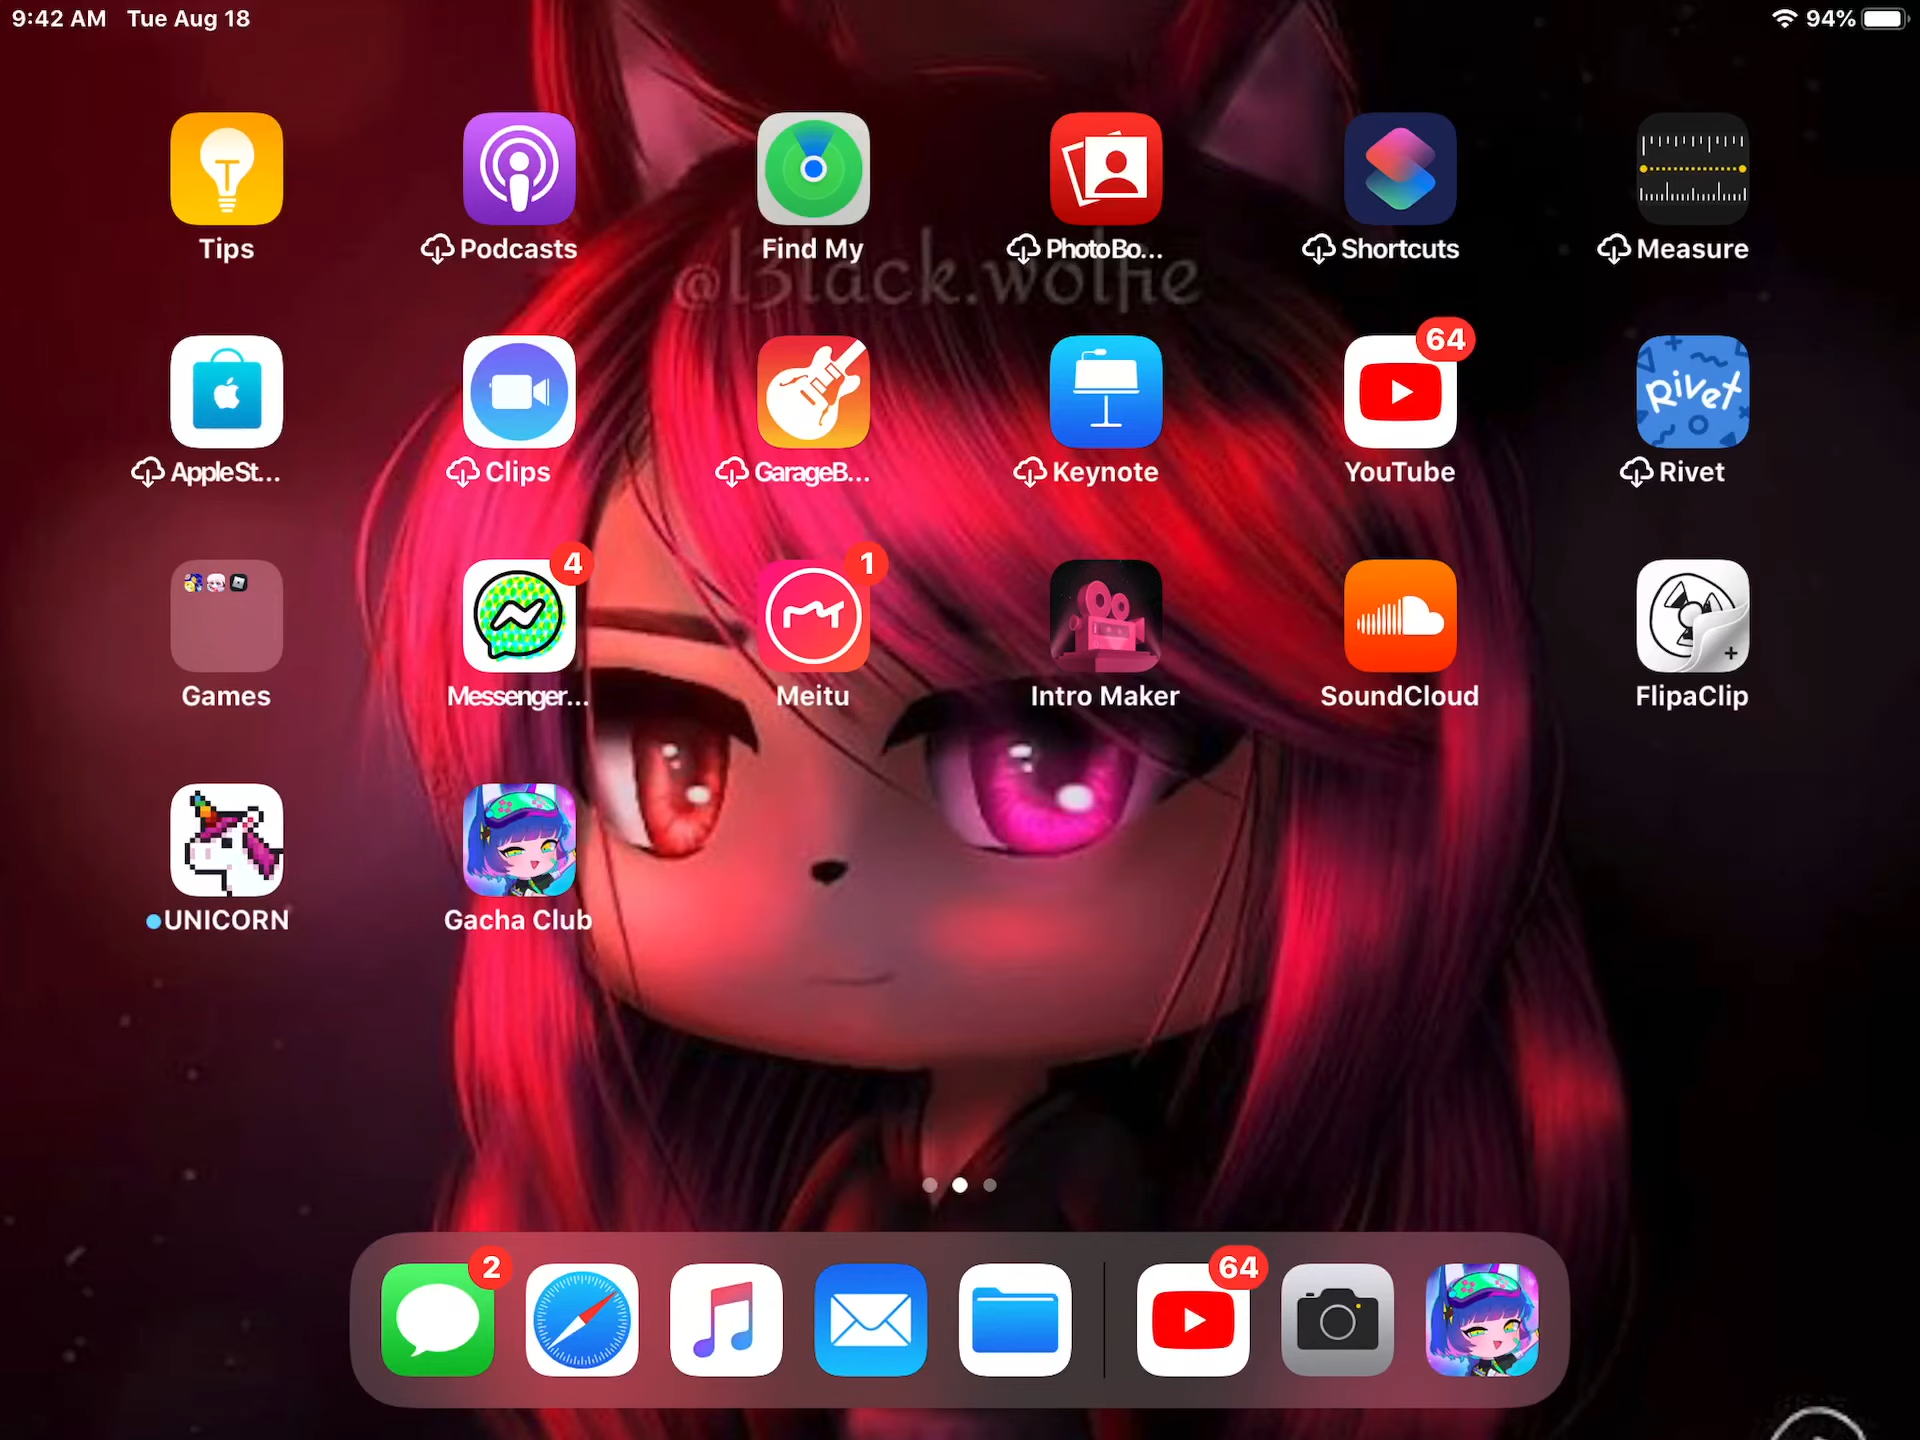 9:42 AM Tue Aug 18 94%
Tips Podcasts Find My PhotoBo... Shortcuts Measure
@l3lack.wolfie
64
Rivet
AppleSt... Clips GarageB... Keynote YouTube Rivet
4 1
Games Messenger... Meitu Intro Maker SoundCloud FlipaClip
UNICORN Gacha Club
2 64